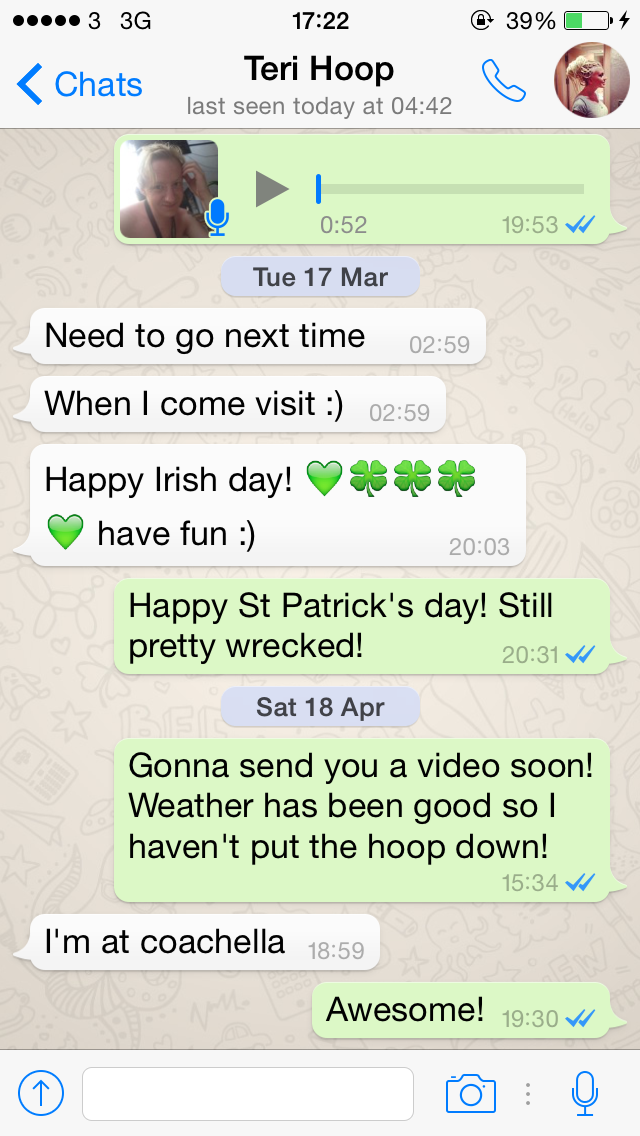 3 3G 17:22 39%
Chats Teri Hoop
last seen today at 04:42
0:52 19:53
Tue 17 Mar
Need to go next time 02:59
When I come visit :) 02:59
Happy Irish day! 💚🍀🍀🍀
💚 have fun :) 20:03
Happy St Patrick's day! Still
pretty wrecked! 20:31
Sat 18 Apr
Gonna send you a video soon!
Weather has been good so I
haven't put the hoop down!
15:34
I'm at coachella 18:59
Awesome! 19:30